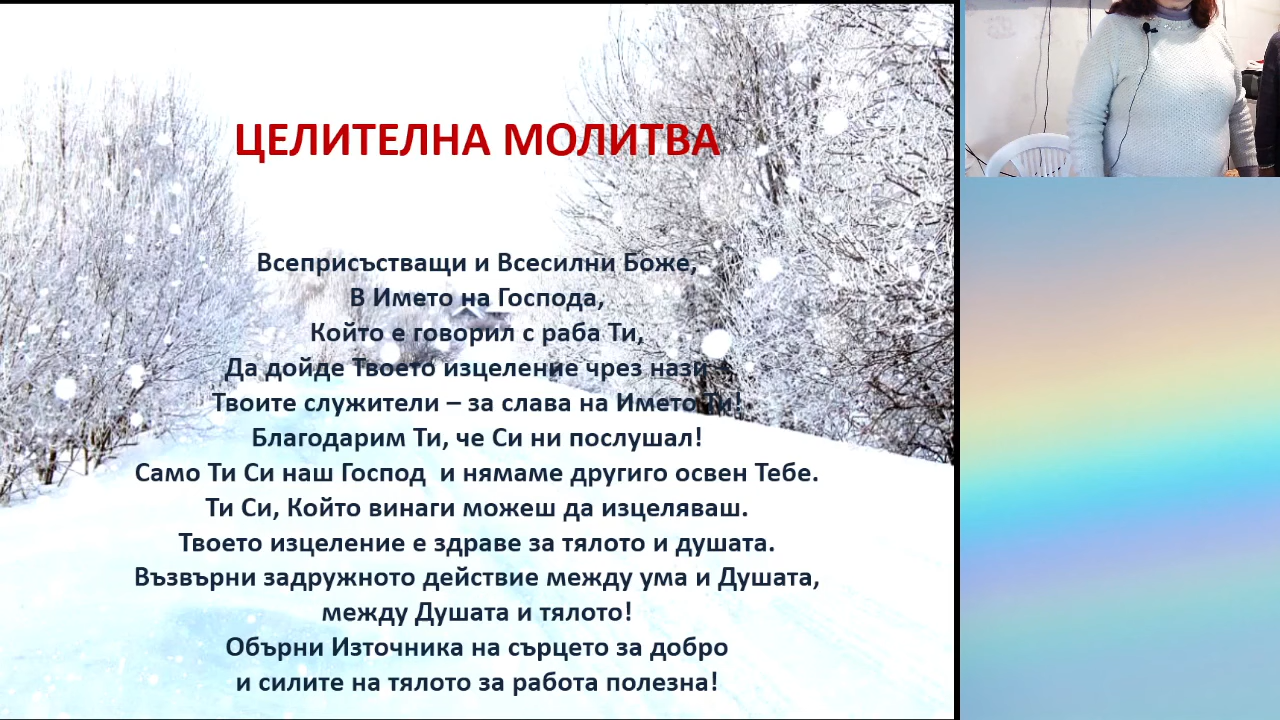 ЦЕЛИТЕЛНА МОЛИТВА
Всеприсъстващи и Всесилни Боже,
В Името на Господа,
Който е говорил с раба Ти,
Да дойде Твоето изцеление чрез нази –
Твоите служители – за слава на Името Ти!
Благодарим Ти, че Си ни послушал!
Само Ти Си наш Господ и нямаме другиго освен Тебе.
Ти Си, Който винаги можеш да изцеляваш.
Твоето изцеление е здраве за тялото и душата.
Възвърни задружното действие между ума и Душата,
между Душата и тялото!
Обърни Източника на сърцето за добро
и силите на тялото за работа полезна!